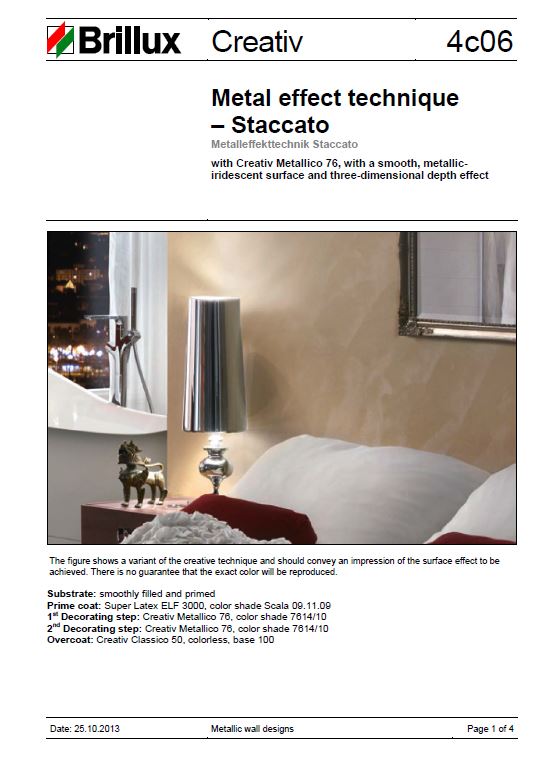 Brillux Creativ 4c06
Metal effect technique
– Staccato
Metalleffekttechnik Staccato
with Creativ Metallico 76, with a smooth, metallic-
iridescent surface and three-dimensional depth effect
The figure shows a variant of the creative technique and should convey an impression of the surface effect to be
achieved. There is no guarantee that the exact color will be reproduced.
Substrate: smoothly filled and primed
Prime coat: Super Latex ELF 3000, color shade Scala 09.11.09
1st Decorating step: Creativ Metallico 76, color shade 7614/10
2nd Decorating step: Creativ Metallico 76, color shade 7614/10
Overcoat: Creativ Classico 50, colorless, base 100
Date: 25.10.2013 Metallic wall designs Page 1 of 4